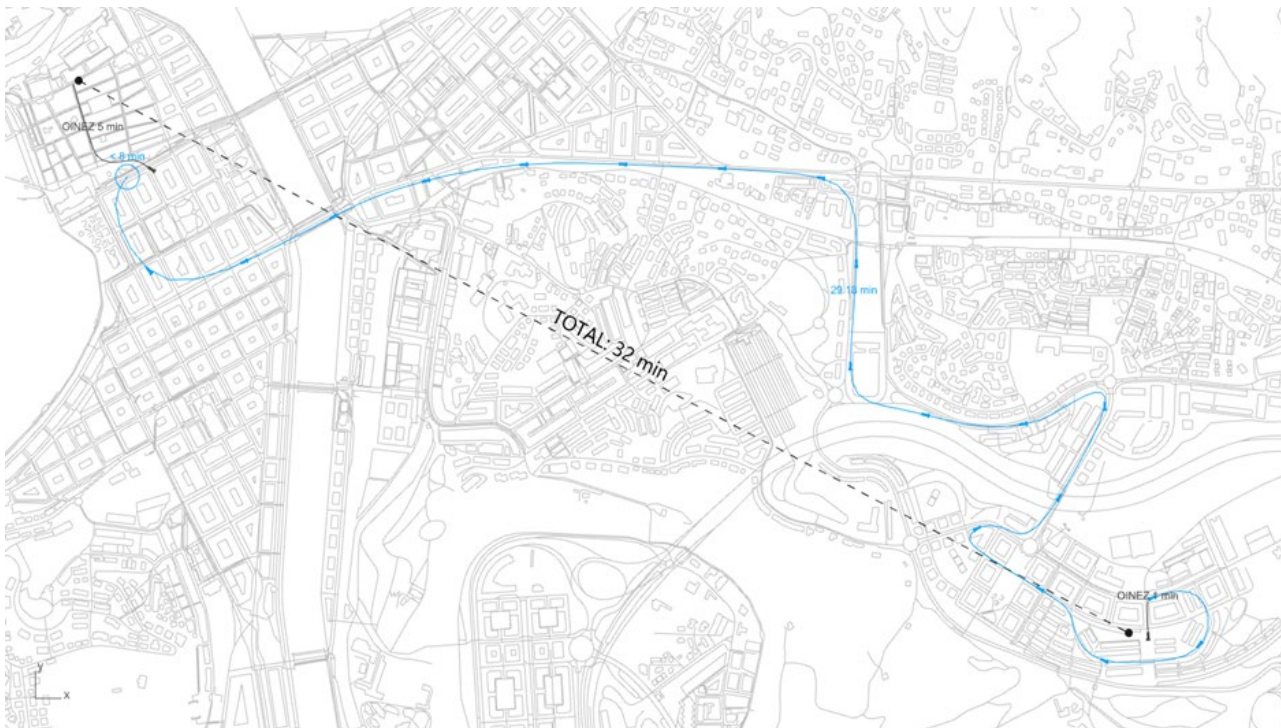 OINEZ 5 min
< 8 min
29.18 min
TOTAL: 32 min
OINEZ 1 min
y
x